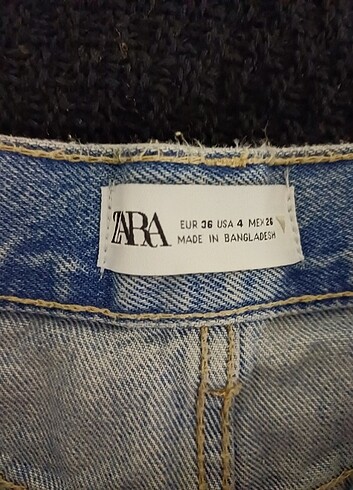 ZARA
EUR 36 USA 4 MEX 26
MADE IN BANGLADESH